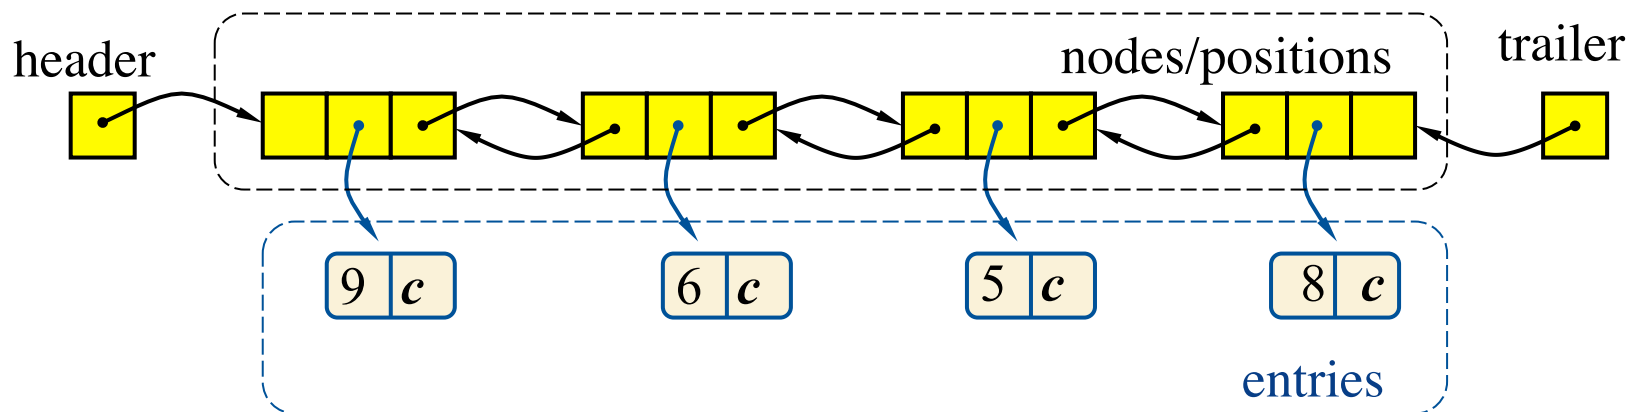 header
nodes/positions
trailer
9 c
6 c
5 c
8 c
entries